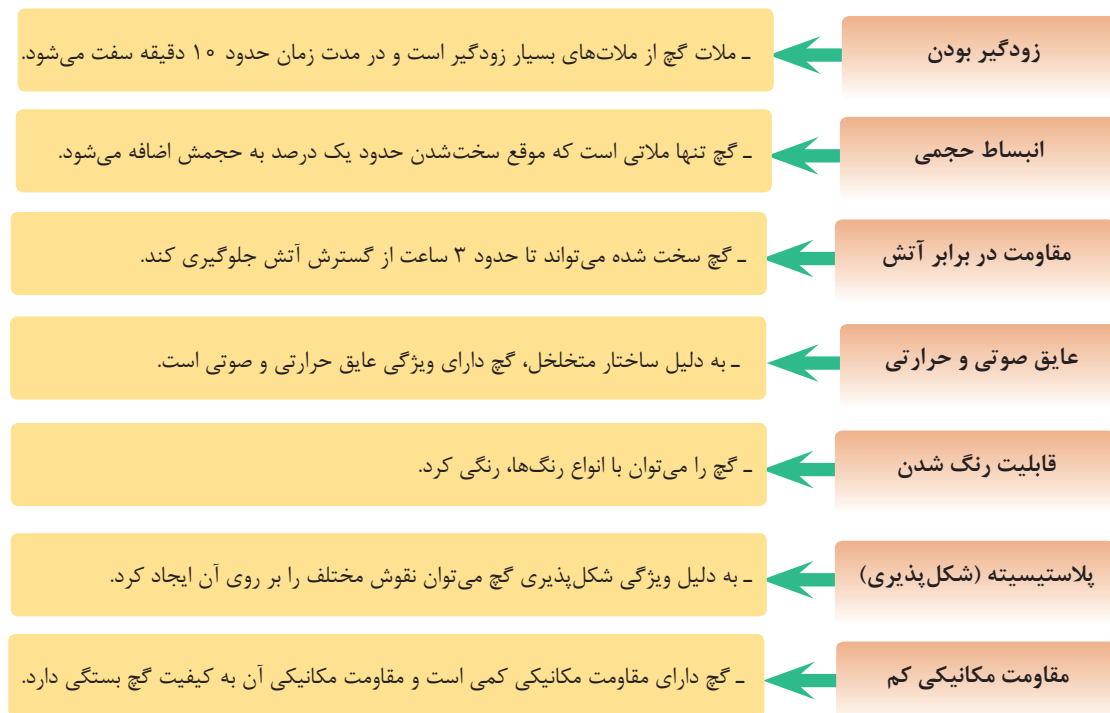 زودگیر بودن
ـ ملات گچ از ملات‌های بسیار زودگیر است و در مدت زمان حدود ۱۰ دقیقه سفت می‌شود.
انبساط حجمی
ـ گچ تنها ملاتی است که موقع سخت‌شدن حدود یک درصد به حجمش اضافه می‌شود.
مقاومت در برابر آتش
ـ گچ سخت شده می‌تواند تا حدود ۳ ساعت از گسترش آتش جلوگیری کند.
عایق صوتی و حرارتی
ـ به دلیل ساختار متخلخل، گچ دارای ویژگی عایق حرارتی و صوتی است.
قابلیت رنگ شدن
ـ گچ را می‌توان با انواع رنگ‌ها، رنگی کرد.
پلاستیسیته (شکل‌پذیری)
ـ به دلیل ویژگی شکل‌پذیری گچ می‌توان نقوش مختلف را بر روی آن ایجاد کرد.
مقاومت مکانیکی کم
ـ گچ دارای مقاومت مکانیکی کمی است و مقاومت مکانیکی آن به کیفیت گچ بستگی دارد.